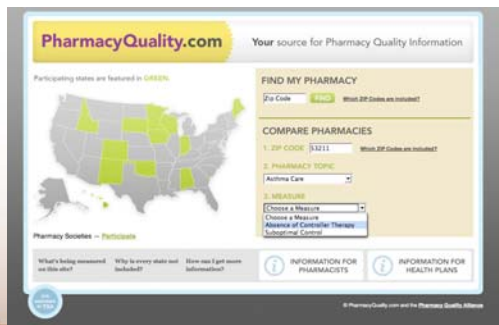 PharmacyQuality.com
Your source for Pharmacy Quality Information
Participating states are featured in GREEN.
FIND MY PHARMACY
Zip Code FIND Which ZIP Codes are included?
COMPARE PHARMACIES
1. ZIP CODE 53211 Which ZIP Codes are included?
2. PHARMACY TOPIC
Asthma Care
3. MEASURE
Choose a Measure
Choose a Measure
Absence of Controller Therapy
Suboptimal Control
Pharmacy Societies — Participate
What's being measured on this site?
Why is every state not included?
How can I get more information?
INFORMATION FOR PHARMACISTS
INFORMATION FOR HEALTH PLANS
© PharmacyQuality.com and the Pharmacy Quality Alliance